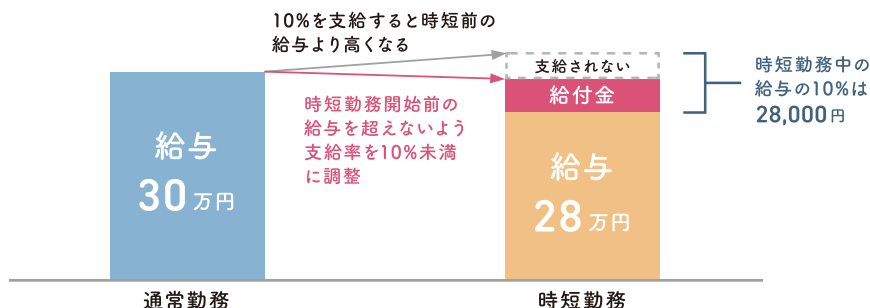 10%を支給すると時短前の
給与より高くなる
支給されない
給付金
時短勤務中の
給与の10%は
28,000円
時短勤務開始前の
給与を超えないよう
支給率を10%未満
に調整
給与
30万円
給与
28万円
通常勤務
時短勤務